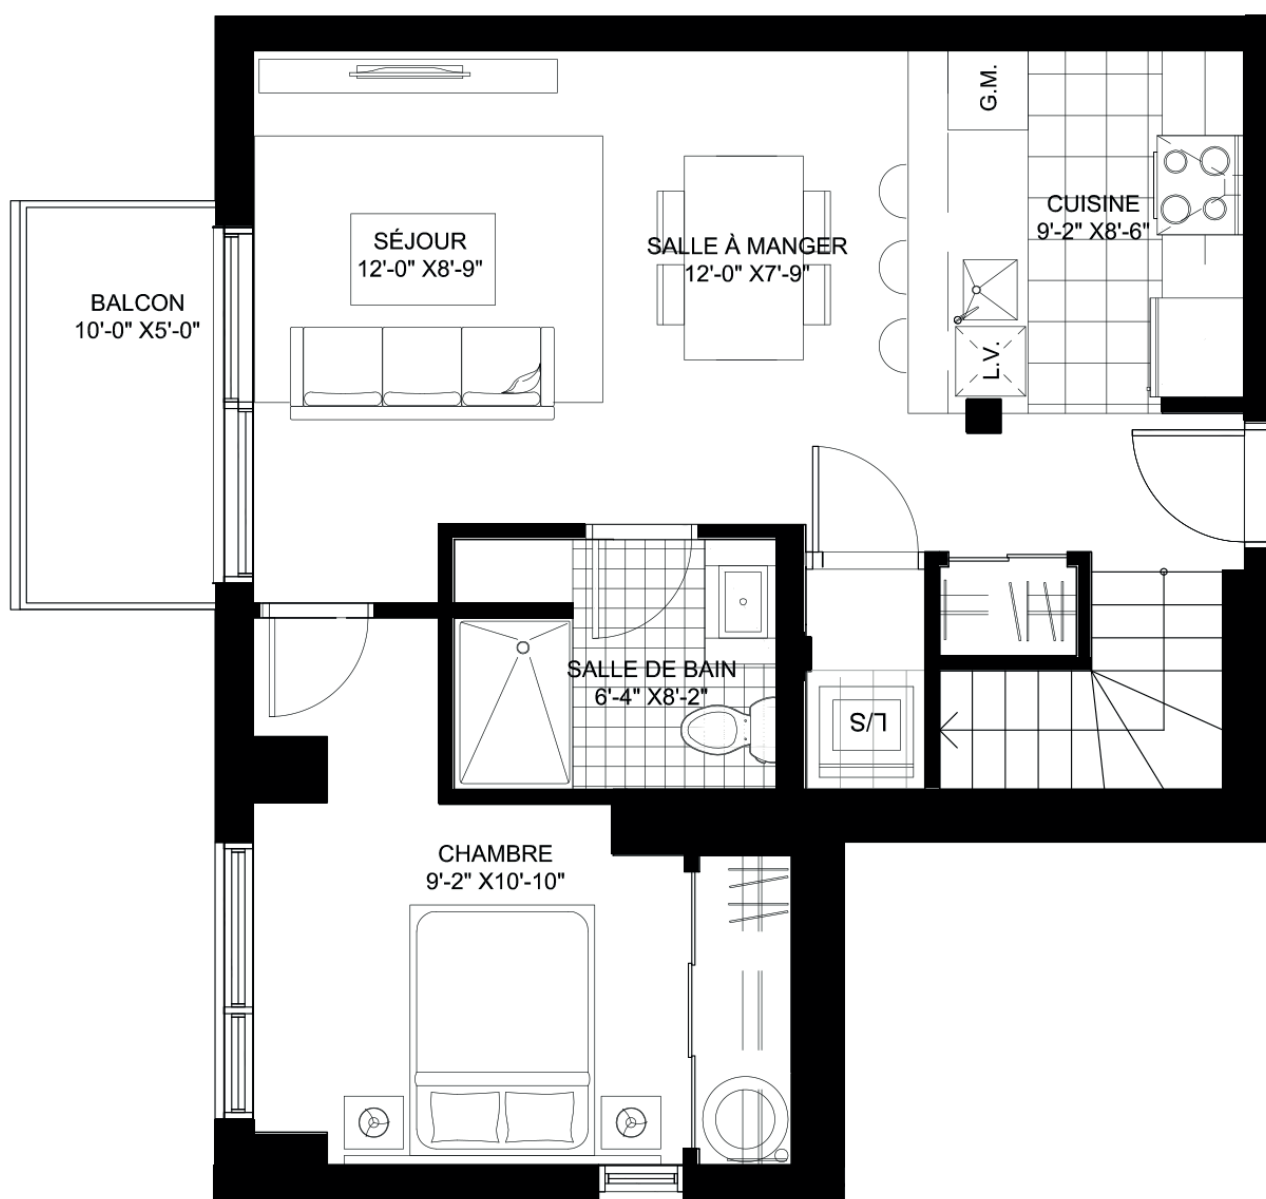 G.M.
CUISINE
9'-2" X8'-6"
SÉJOUR
12'-0" X8'-9"
SALLE À MANGER
12'-0" X7'-9"
BALCON
10'-0" X5'-0"
L.V.
SALLE DE BAIN
6'-4" X8'-2"
L/S
CHAMBRE
9'-2" X10'-10"